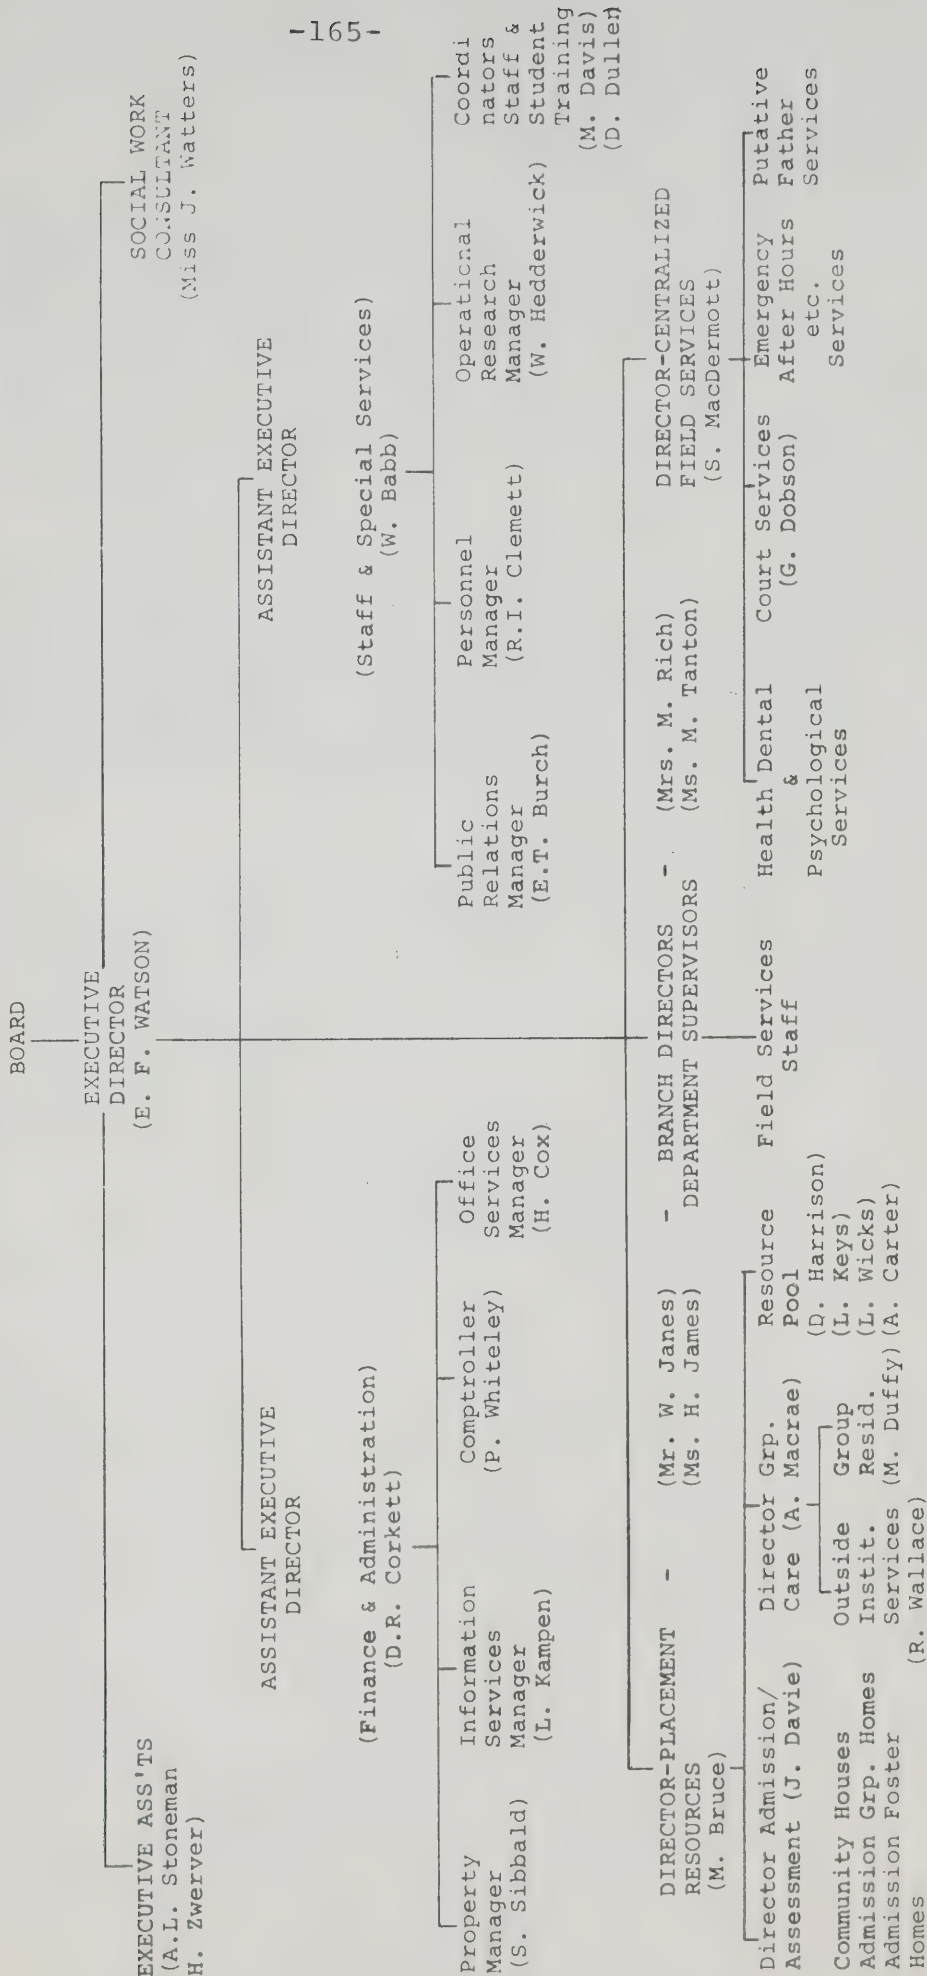 -165-
BOARD
EXECUTIVE
DIRECTOR
(E. F. WATSON)
EXECUTIVE ASS'TS
(A.L. Stoneman
H. Zwerver)
SOCIAL WORK
CONSULTANT
(Miss J. Watters)
ASSISTANT EXECUTIVE
DIRECTOR
(Finance & Administration)
(D.R. Corkett)
ASSISTANT EXECUTIVE
DIRECTOR
(Staff & Special Services)
(W. Babb)
Property
Manager
(S. Sibbald)
Information
Services
Manager
(L. Kampen)
Comptroller
(P. Whiteley)
Office
Services
Manager
(H. Cox)
Public
Relations
Manager
(E.T. Burch)
Personnel
Manager
(R.I. Clemett)
Operational
Research
Manager
(W. Hedderwick)
Coordi
nators
Staff &
Student
Training
(M. Davis)
(D. Dullen)
DIRECTOR-PLACEMENT -
RESOURCES
(M. Bruce)
(Mr. W. Janes)
(Ms. H. James)
- BRANCH DIRECTORS -
DEPARTMENT SUPERVISORS
(Mrs. M. Rich)
(Ms. M. Tanton)
DIRECTOR-CENTRALIZED
FIELD SERVICES
(S. MacDermott)
Director Admission/
Assessment (J. Davie)
Community Houses
Admission Grp. Homes
Admission Foster
Homes
Director Grp.
Care (A. Macrae)
Outside
Instit.
Services
(R. Wallace)
Group
Resid.
(M. Duffy)
Resource
Pool
(D. Harrison)
(L. Keys)
(L. Wicks)
(A. Carter)
Field Services
Staff
Health Dental
&
Psychological
Services
Court Services
(G. Dobson)
Emergency
After Hours
etc.
Services
Putative
Father
Services